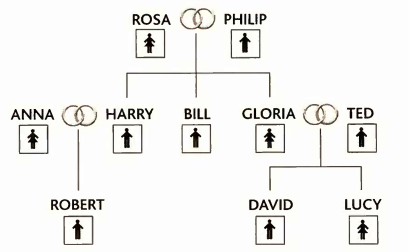 ROSA PHILIP
ANNA HARRY BILL GLORIA TED
ROBERT DAVID LUCY